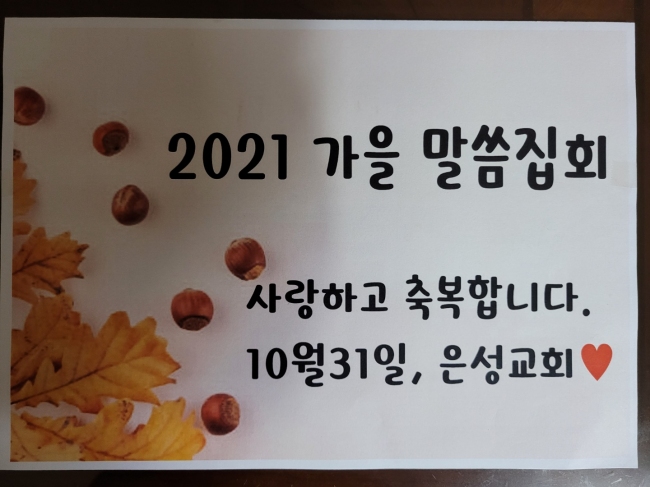 2021 가을 말씀집회
사랑하고 축복합니다.
10월31일, 은성교회♥